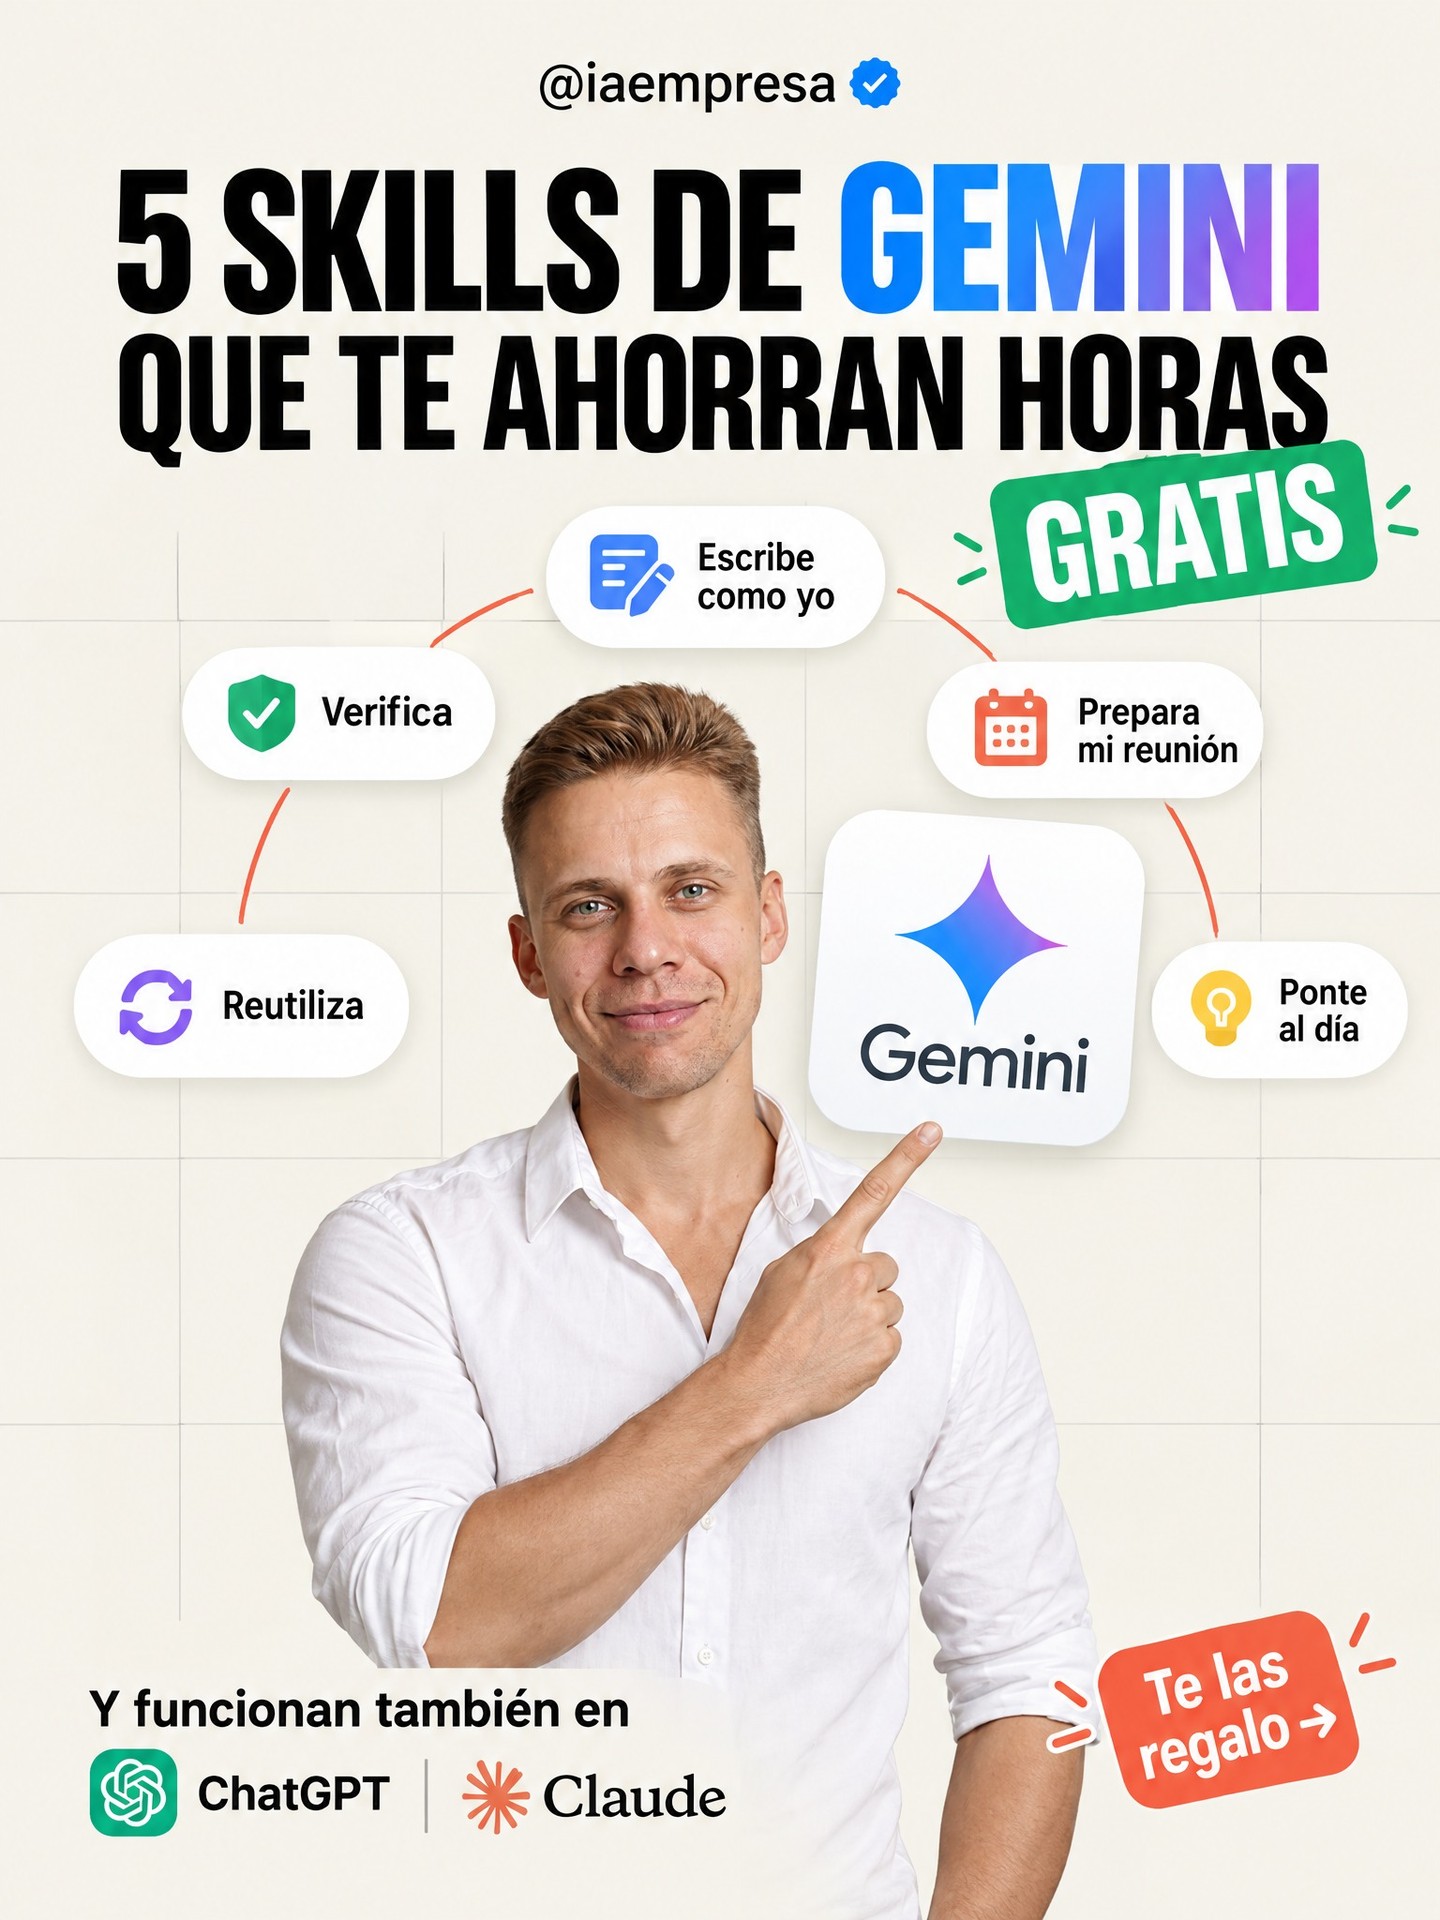 @iaempresa
5 SKILLS DE GEMINI
QUE TE AHORRAN HORAS
GRATIS
Escribe
como yo
Verifica
Prepara
mi reunión
Reutiliza
Gemini
Ponte
al día
Y funcionan también en
ChatGPT
Claude
Te las
regalo →